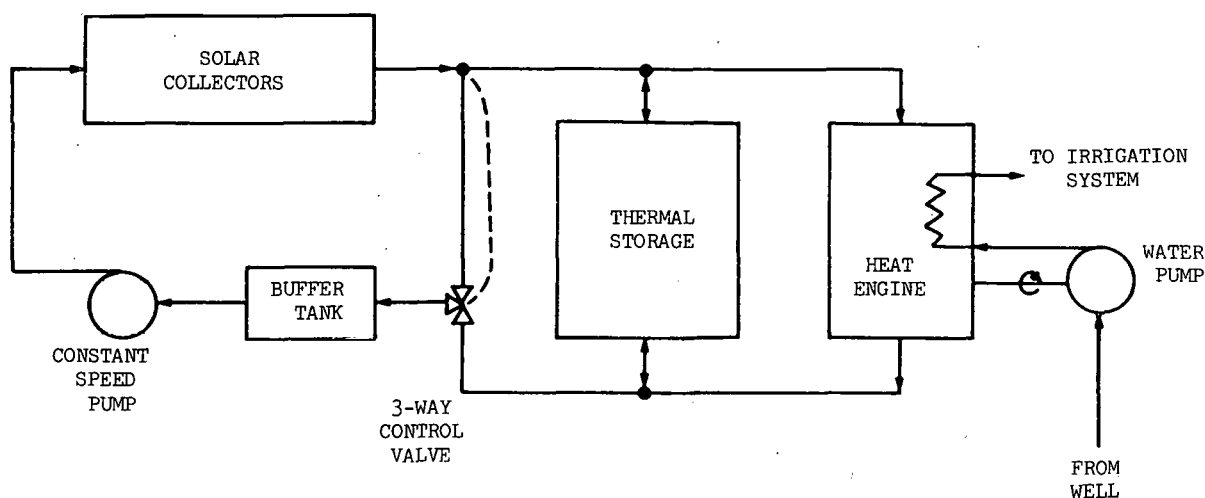 SOLAR
COLLECTORS
TO IRRIGATION
SYSTEM
THERMAL
STORAGE
HEAT
ENGINE
WATER
PUMP
BUFFER
TANK
CONSTANT
SPEED
PUMP
3-WAY
CONTROL
VALVE
FROM
WELL